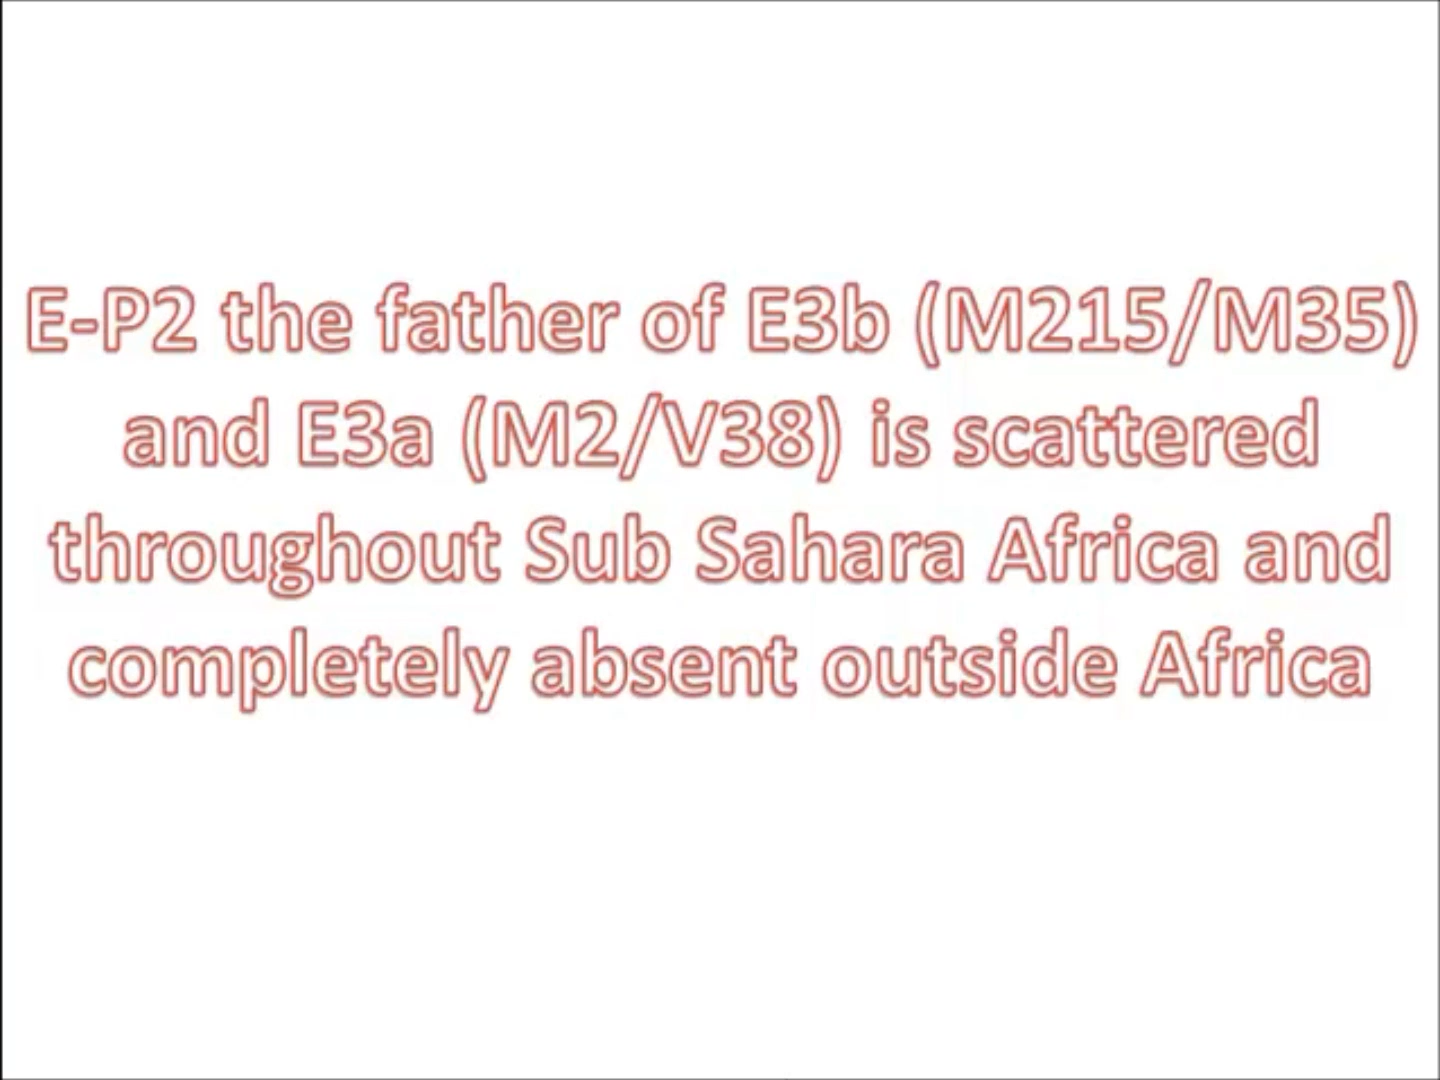 E-P2 the father of E3b (M215/M35)
and E3a (M2/V38) is scattered
throughout Sub Sahara Africa and
completely absent outside Africa